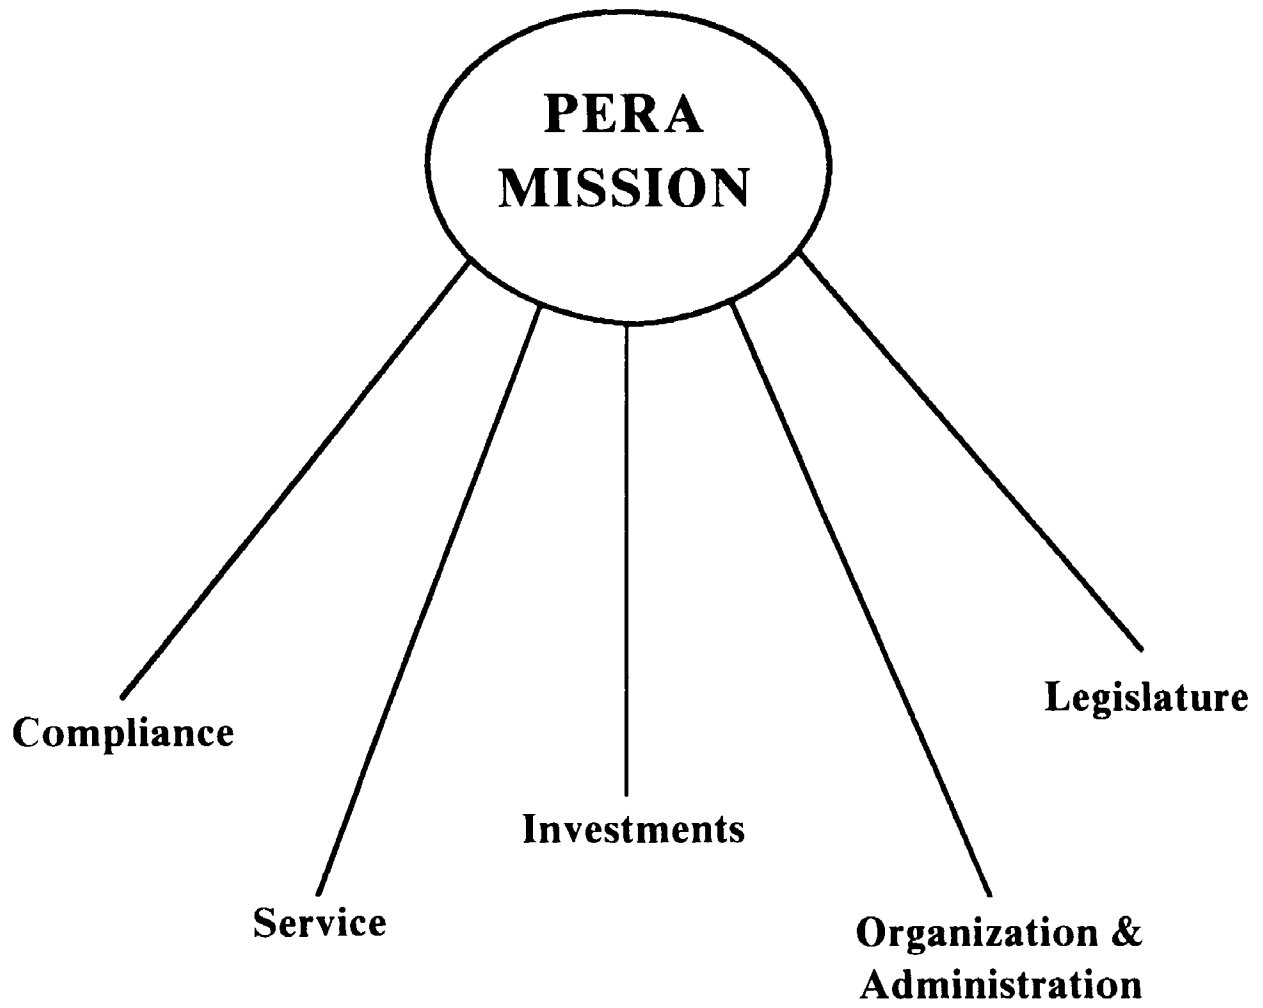 PERA
MISSION
Compliance
Service
Investments
Organization &
Administration
Legislature